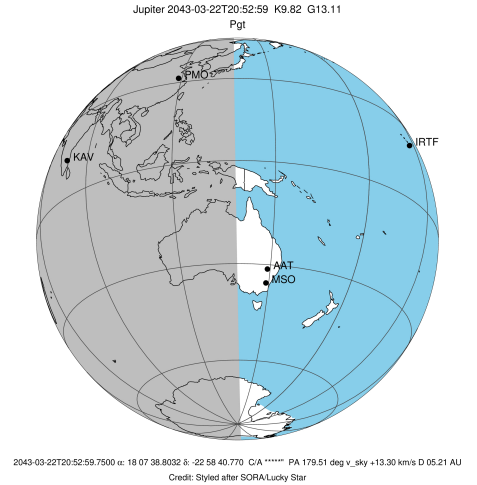 Jupiter 2043-03-22T20:52:59 K9.82 G13.11
Pgt
PMO
IRTF
KAV
AAT
MSO
2043-03-22T20:52:59.7500 α: 18 07 38.8032 δ: -22 58 40.770 C/A *****" PA 179.51 deg v_sky +13.30 km/s D 05.21 AU
Credit: Styled after SORA/Lucky Star